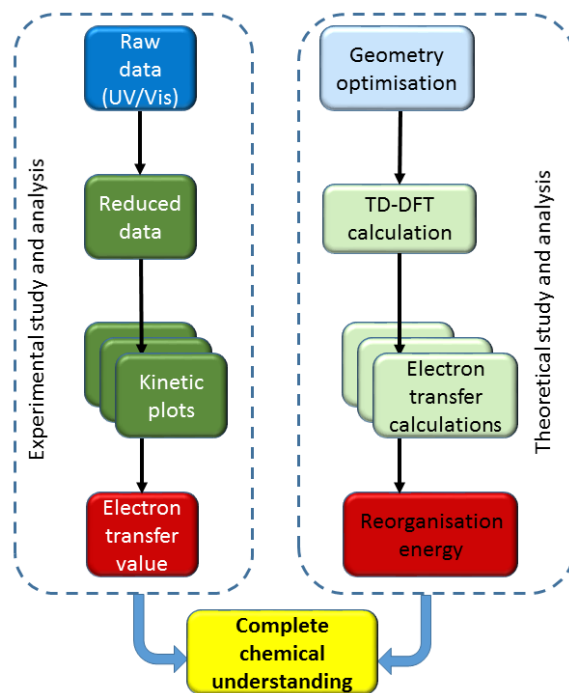 Experimental study and analysis
Raw
data
(UV/Vis)
Reduced
data
Kinetic
plots
Electron
transfer
value
Geometry
optimisation
TD-DFT
calculation
Electron
transfer
calculations
Reorganisation
energy
Theoretical study and analysis
Complete
chemical
understanding